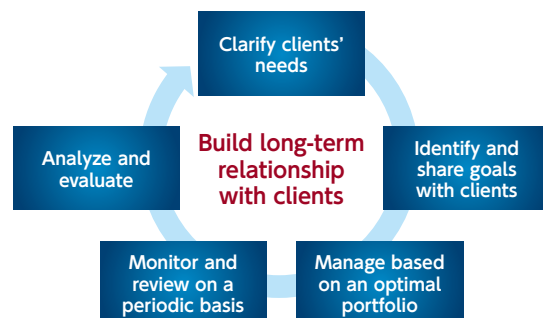 Clarify clients’
needs
Build long-term
relationship
with clients
Identify and
share goals
with clients
Manage based
on an optimal
portfolio
Monitor and
review on a
periodic basis
Analyze and
evaluate